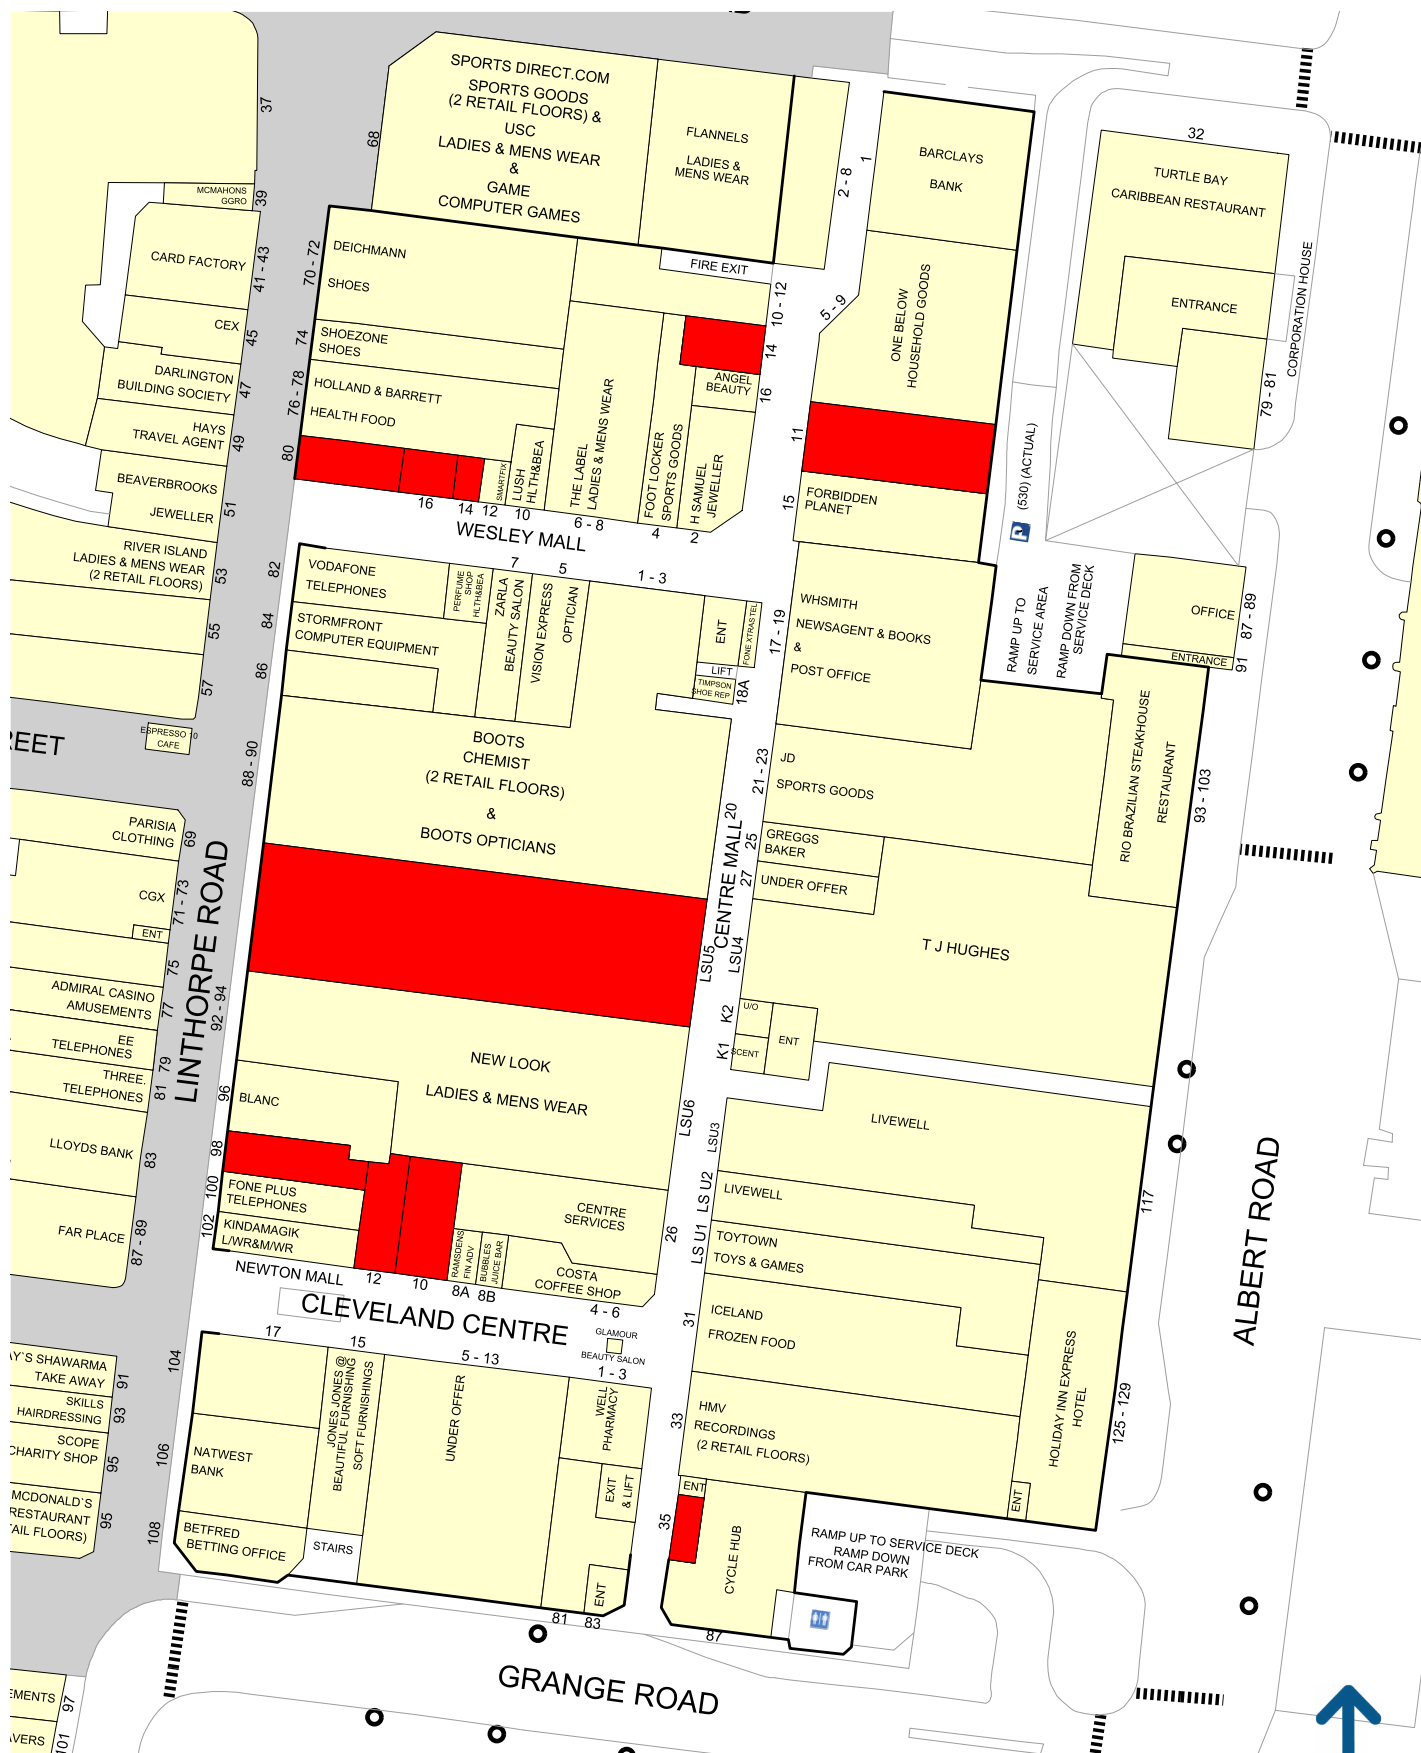 SPORTS DIRECT.COM
SPORTS GOODS
(2 RETAIL FLOORS) &
USC
LADIES & MENS WEAR
&
GAME
COMPUTER GAMES
68
FLANNELS
LADIES &
MENS WEAR
2 - 8
1
BARCLAYS
BANK
32
TURTLE BAY
CARIBBEAN RESTAURANT
ENTRANCE
CORPORATION HOUSE
79 - 81
37
MCMAHONS
GGRO
39
CARD FACTORY
41 - 43
CEX
45
DARLINGTON
BUILDING SOCIETY
47
HAYS
TRAVEL AGENT
49
BEAVERBROOKS
JEWELLER
51
RIVER ISLAND
LADIES & MENS WEAR
(2 RETAIL FLOORS)
53
55
57
70 - 72
DEICHMANN
SHOES
74
SHOEZONE
SHOES
76 - 78
HOLLAND & BARRETT
HEALTH FOOD
80
FIRE EXIT
10 - 12
14
ANGEL
BEAUTY
16
5 - 9
ONE BELOW
HOUSEHOLD GOODS
11
15
FORBIDDEN
PLANET
(530) (ACTUAL)
SMARTFIX
LUSH
HLTH&BEA
THE LABEL
LADIES & MENS WEAR
FOOT LOCKER
SPORTS GOODS
H SAMUEL
JEWELLER
16
14
12
10
6 - 8
4
2
WESLEY MALL
82
VODAFONE
TELEPHONES
84
STORMFRONT
COMPUTER EQUIPMENT
86
PERFUME
SHOP
HLTH&BEA
7
ZARLA
BEAUTY SALON
5
VISION EXPRESS
OPTICIAN
1 - 3
ENT
FONE XTRAS TEL
LIFT
TIMPSON
SHOE REP
18A
17 - 19
WHSMITH
NEWSAGENT & BOOKS
&
POST OFFICE
RAMP UP TO
SERVICE AREA
RAMP DOWN FROM
SERVICE DECK
OFFICE
87 - 89
ENTRANCE
91
REET
ESPRESSO 10
CAFE
88 - 90
BOOTS
CHEMIST
(2 RETAIL FLOORS)
&
BOOTS OPTICIANS
21 - 23
JD
SPORTS GOODS
RIO BRAZILIAN STEAKHOUSE
RESTAURANT
93 - 103
20
25
GREGGS
BAKER
27
UNDER OFFER
CENTRE MALL
LSU5
LSU4
T J HUGHES
PARISIA
CLOTHING
69
CGX
71 - 73
ENT
75
ADMIRAL CASINO
AMUSEMENTS
77
EE
TELEPHONES
79
THREE.
TELEPHONES
81
LLOYDS BANK
83
FAR PLACE
87 - 89
LINTHORPE ROAD
92 - 94
NEW LOOK
LADIES & MENS WEAR
LSU6
K2
U/O
K1
SCENT
ENT
96
BLANC
98
100
FONE PLUS
TELEPHONES
102
KINDAMAGIK
L/WR&M/WR
LSU3
LIVEWELL
LS U2
LIVEWELL
LS U1
TOYTOWN
TOYS & GAMES
117
ALBERT ROAD
CENTRE
SERVICES
26
RAMSDENS
FIN ADV
BUBBLES
JUICE BAR
COSTA
COFFEE SHOP
NEWTON MALL
12
10
8A
8B
4 - 6
CLEVELAND CENTRE
GLAMOUR
BEAUTY SALON
31
ICELAND
FROZEN FOOD
HOLIDAY INN EXPRESS
HOTEL
125 - 129
33
HMV
RECORDINGS
(2 RETAIL FLOORS)
ENT
ENT
17
15
5 - 13
1 - 3
104
JONES JONES @
BEAUTIFUL FURNISHING
SOFT FURNISHINGS
UNDER OFFER
WELL
PHARMACY
AY`S SHAWARMA
TAKE AWAY
91
SKILLS
HAIRDRESSING
93
SCOPE
CHARITY SHOP
95
MCDONALD`S
RESTAURANT
TAIL FLOORS)
95
106
NATWEST
BANK
108
BETFRED
BETTING OFFICE
STAIRS
EXIT
& LIFT
ENT
81
83
35
CYCLE HUB
87
RAMP UP TO SERVICE DECK
RAMP DOWN
FROM CAR PARK
GRANGE ROAD
EMENTS
97
AVERS
101